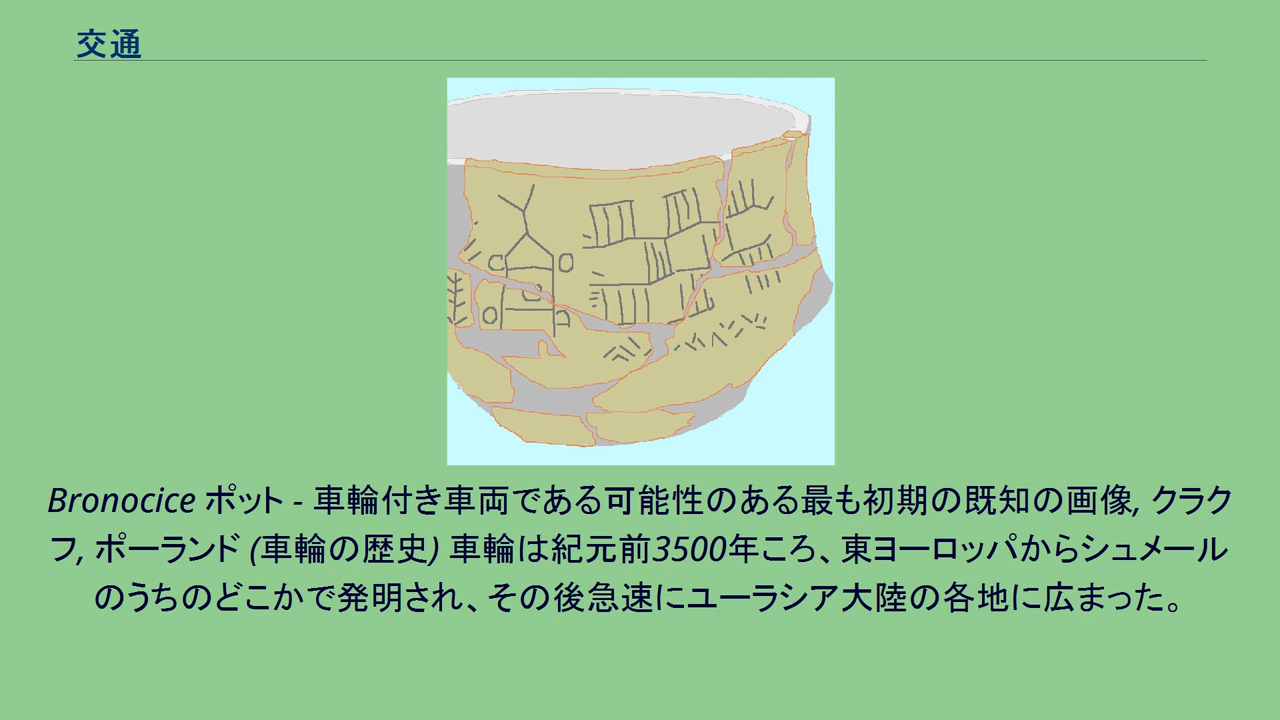 交通
Bronocice ポット - 車輪付き車両である可能性のある最も初期の既知の画像, クラク
フ, ポーランド (車輪の歴史) 車輪は紀元前3500年ころ、東ヨーロッパからシュメール
のうちのどこかで発明され、その後急速にユーラシア大陸の各地に広まった。